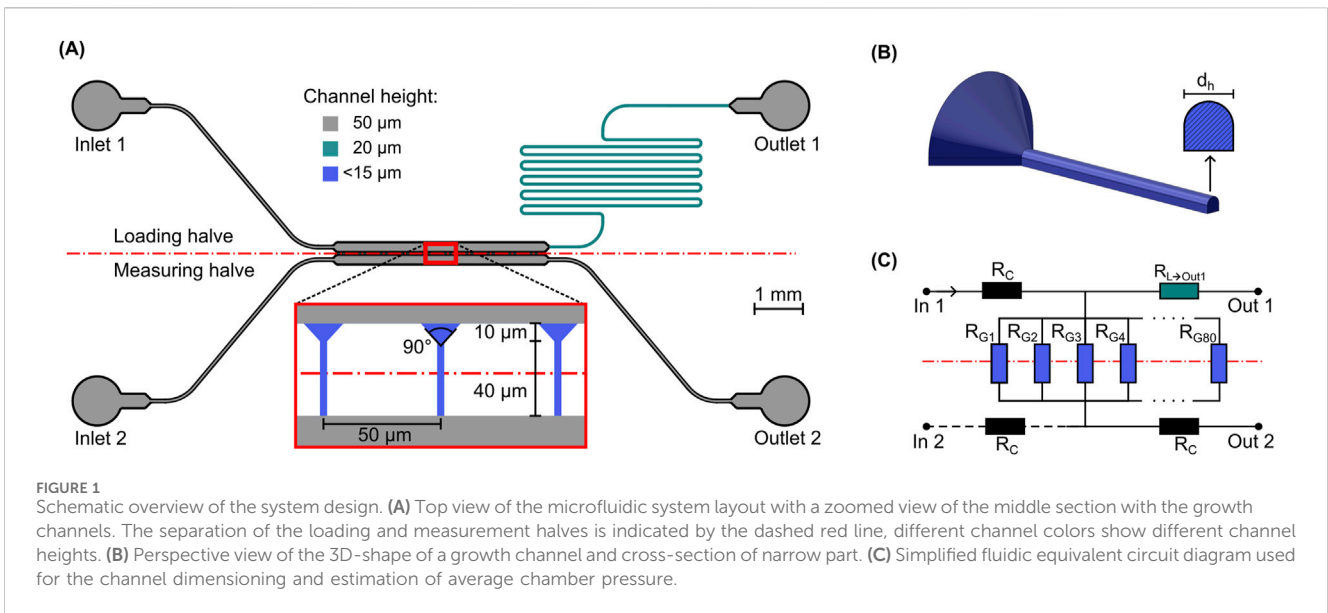 (A)
Inlet 1
Channel height:
50 µm
20 µm
<15 µm
Outlet 1
Loading halve
Measuring halve
1 mm
10 µm
90°
40 µm
50 µm
Inlet 2
Outlet 2
(B)
dh
(C)
RC
RL→Out1
In 1
Out 1
RG1
RG2
RG3
RG4
RG80
In 2
RC
RC
Out 2
FIGURE 1
Schematic overview of the system design. (A) Top view of the microfluidic system layout with a zoomed view of the middle section with the growth
channels. The separation of the loading and measurement halves is indicated by the dashed red line, different channel colors show different channel
heights. (B) Perspective view of the 3D-shape of a growth channel and cross-section of narrow part. (C) Simplified fluidic equivalent circuit diagram used
for the channel dimensioning and estimation of average chamber pressure.